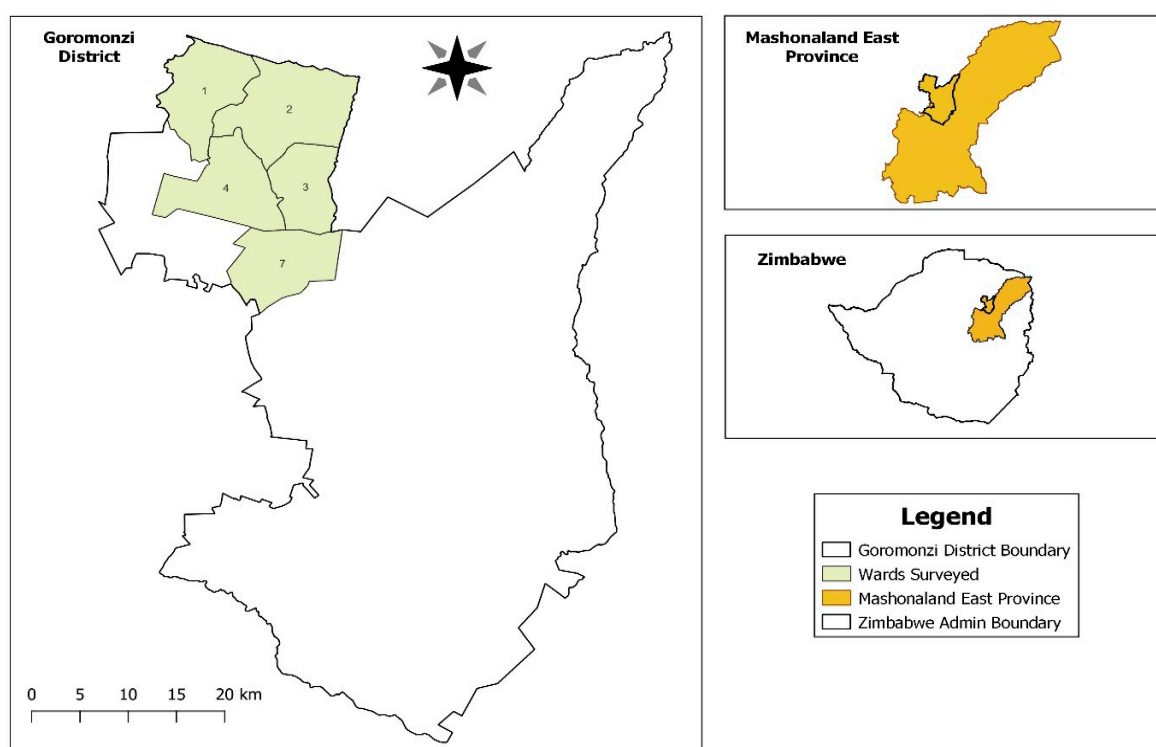 Goromonzi
District
1
2
3
4
7
0 5 10 15 20 km
Mashonaland East
Province
Zimbabwe
Legend
Goromonzi District Boundary
Wards Surveyed
Mashonaland East Province
Zimbabwe Admin Boundary